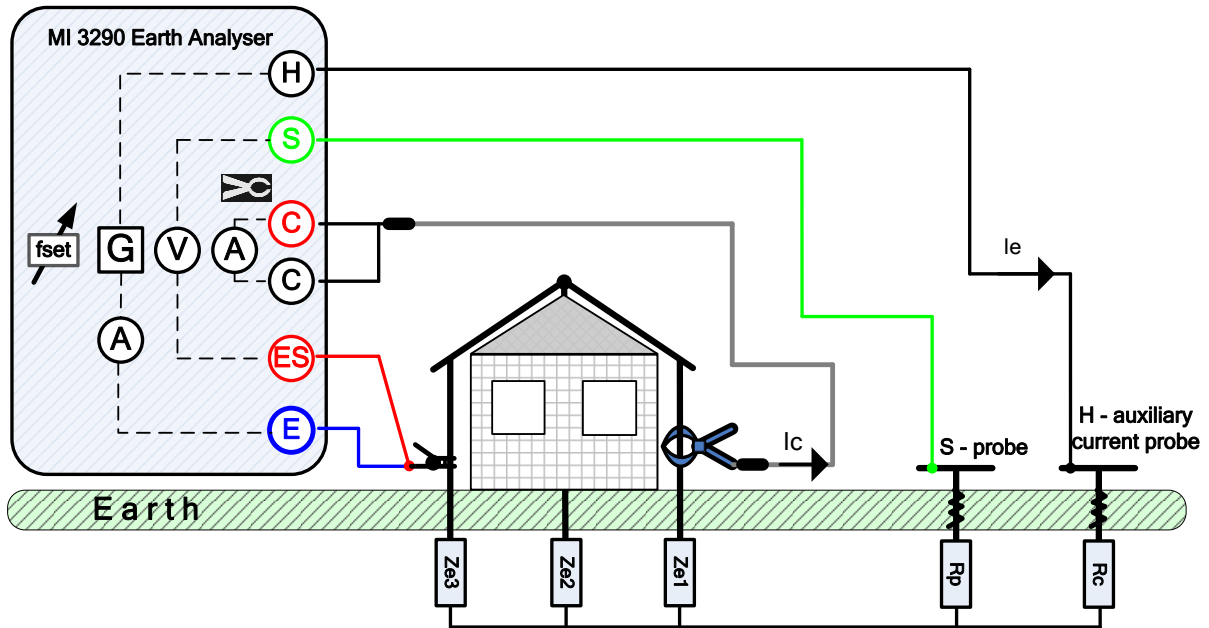 MI 3290 Earth Analyser
H
S
C
fset
G
V
A
C
A
ES
E
Ie
Ic
H - auxiliary
current probe
S - probe
Earth
Ze3
Ze2
Ze1
Rp
Rc